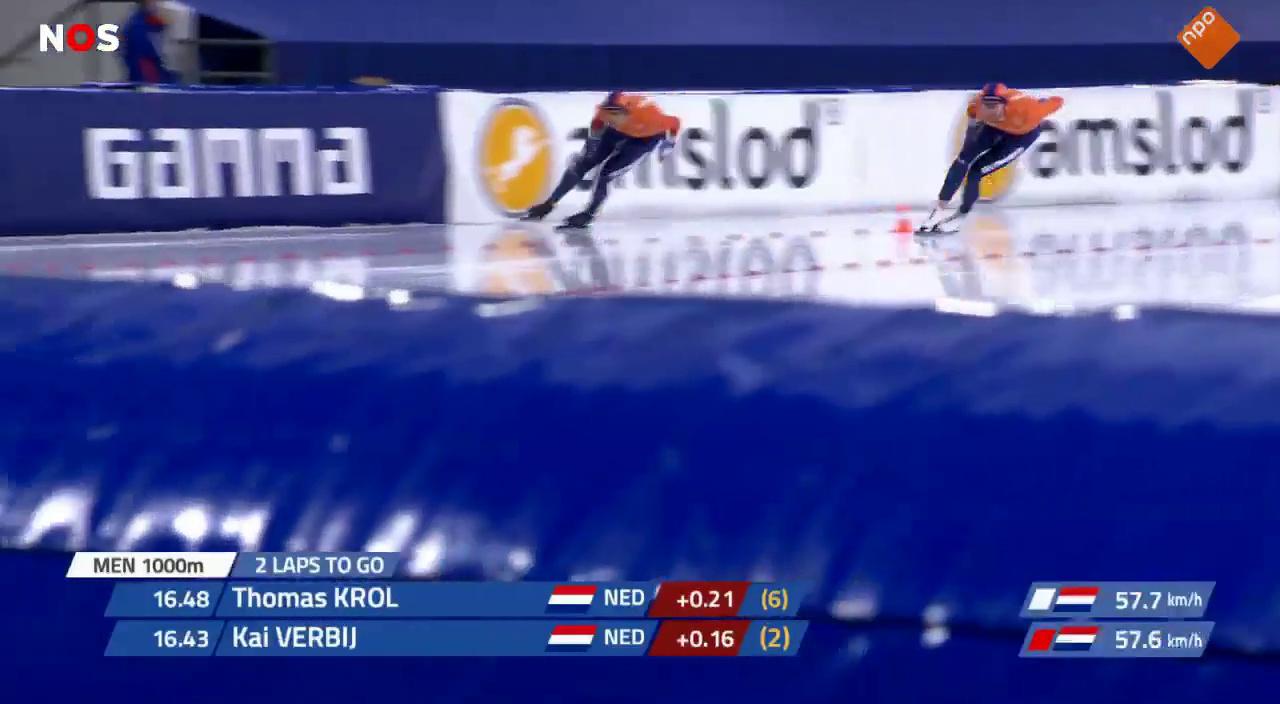 NOS
npo
GAMMA
amslod
amslod
MEN 1000m 2 LAPS TO GO
16.48 Thomas KROL NED +0.21 (6) 57.7 km/h
16.43 Kai VERBIJ NED +0.16 (2) 57.6 km/h